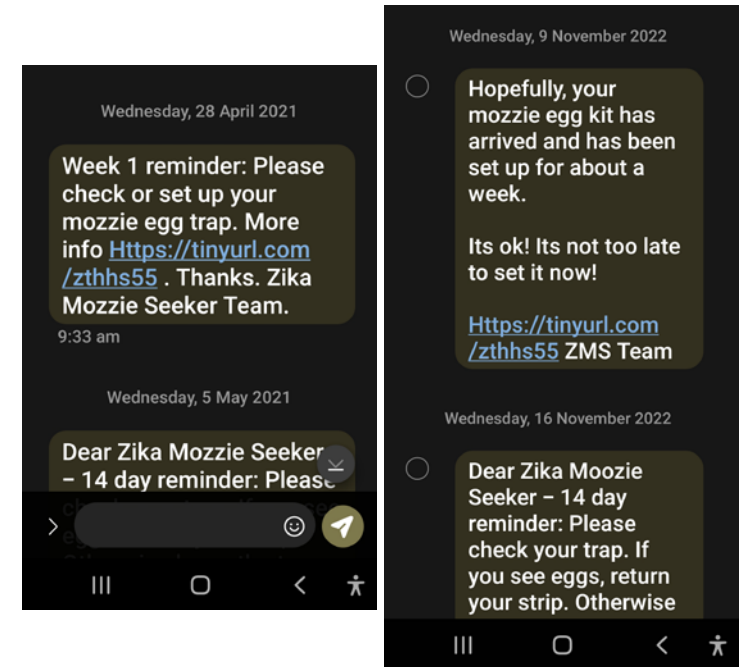 Wednesday, 28 April 2021
Week 1 reminder: Please
check or set up your
mozzie egg trap. More
info Https://tinyurl.com
/zthhs55 . Thanks. Zika
Mozzie Seeker Team.
9:33 am
Wednesday, 5 May 2021
Dear Zika Mozzie Seeker
– 14 day reminder: Please
Wednesday, 9 November 2022
Hopefully, your
mozzie egg kit has
arrived and has been
set up for about a
week.
Its ok! Its not too late
to set it now!
Https://tinyurl.com
/zthhs55 ZMS Team
Wednesday, 16 November 2022
Dear Zika Moozie
Seeker – 14 day
reminder: Please
check your trap. If
you see eggs, return
your strip. Otherwise